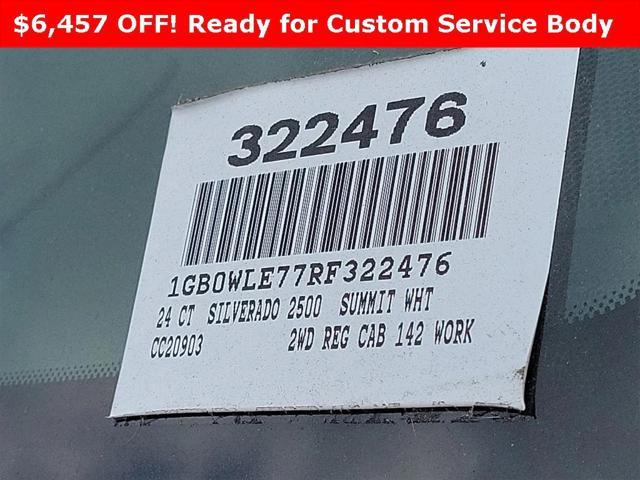 $6,457 OFF! Ready for Custom Service Body
322476
1GB0WLE77RF322476
24 CT SILVERADO 2500 SUMMIT WHT
CC20903 2WD REG CAB 142 WORK